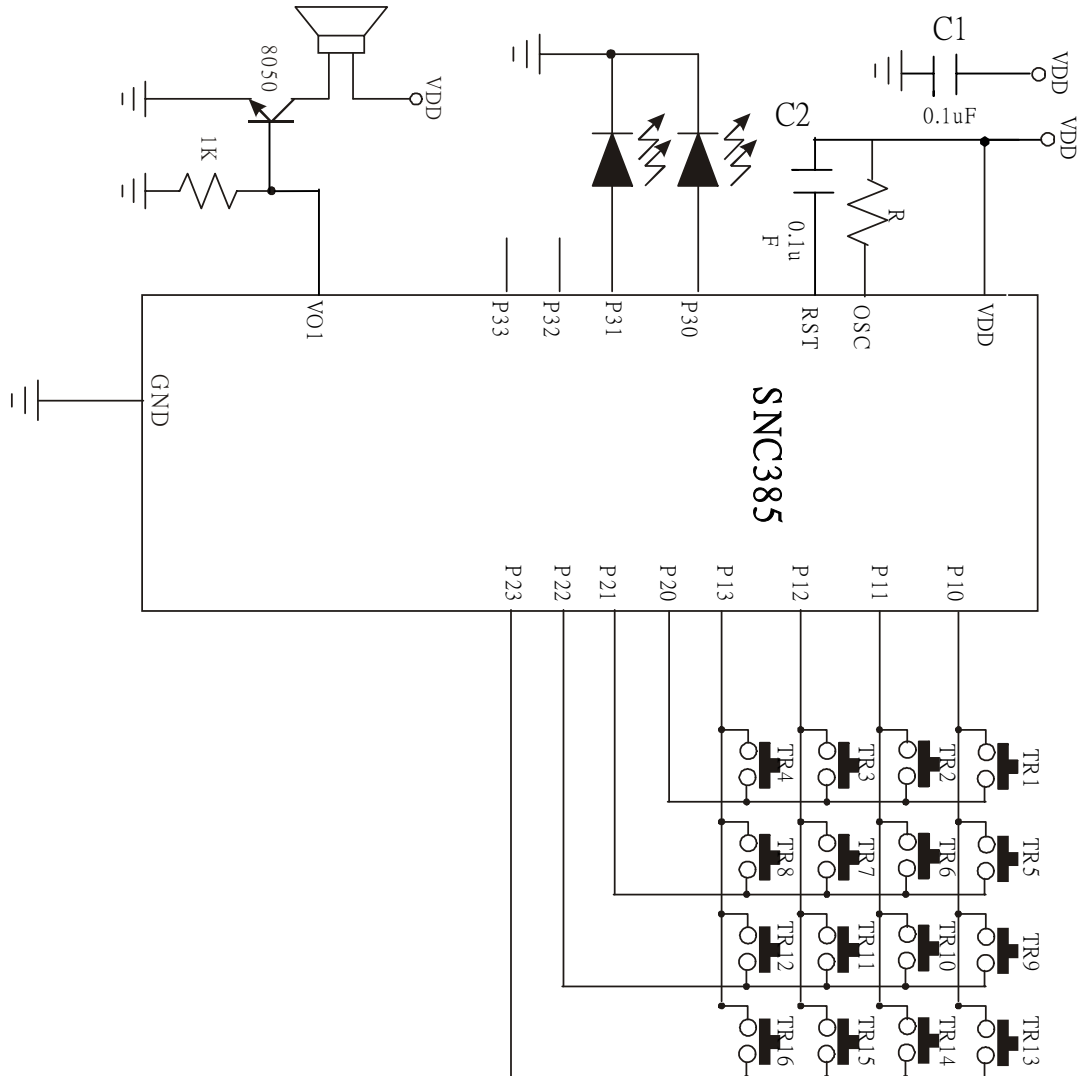 C1
VDD
0.1uF
8050
VDD
C2
VDD
1K
R
0.1u
F
VO1
P33
P32
P31
P30
RST
OSC
VDD
GND
SNC385
P23
P22
P21
P20
P13
P12
P11
P10
TR4
TR3
TR2
TR1
TR8
TR7
TR6
TR5
TR12
TR11
TR10
TR9
TR16
TR15
TR14
TR13